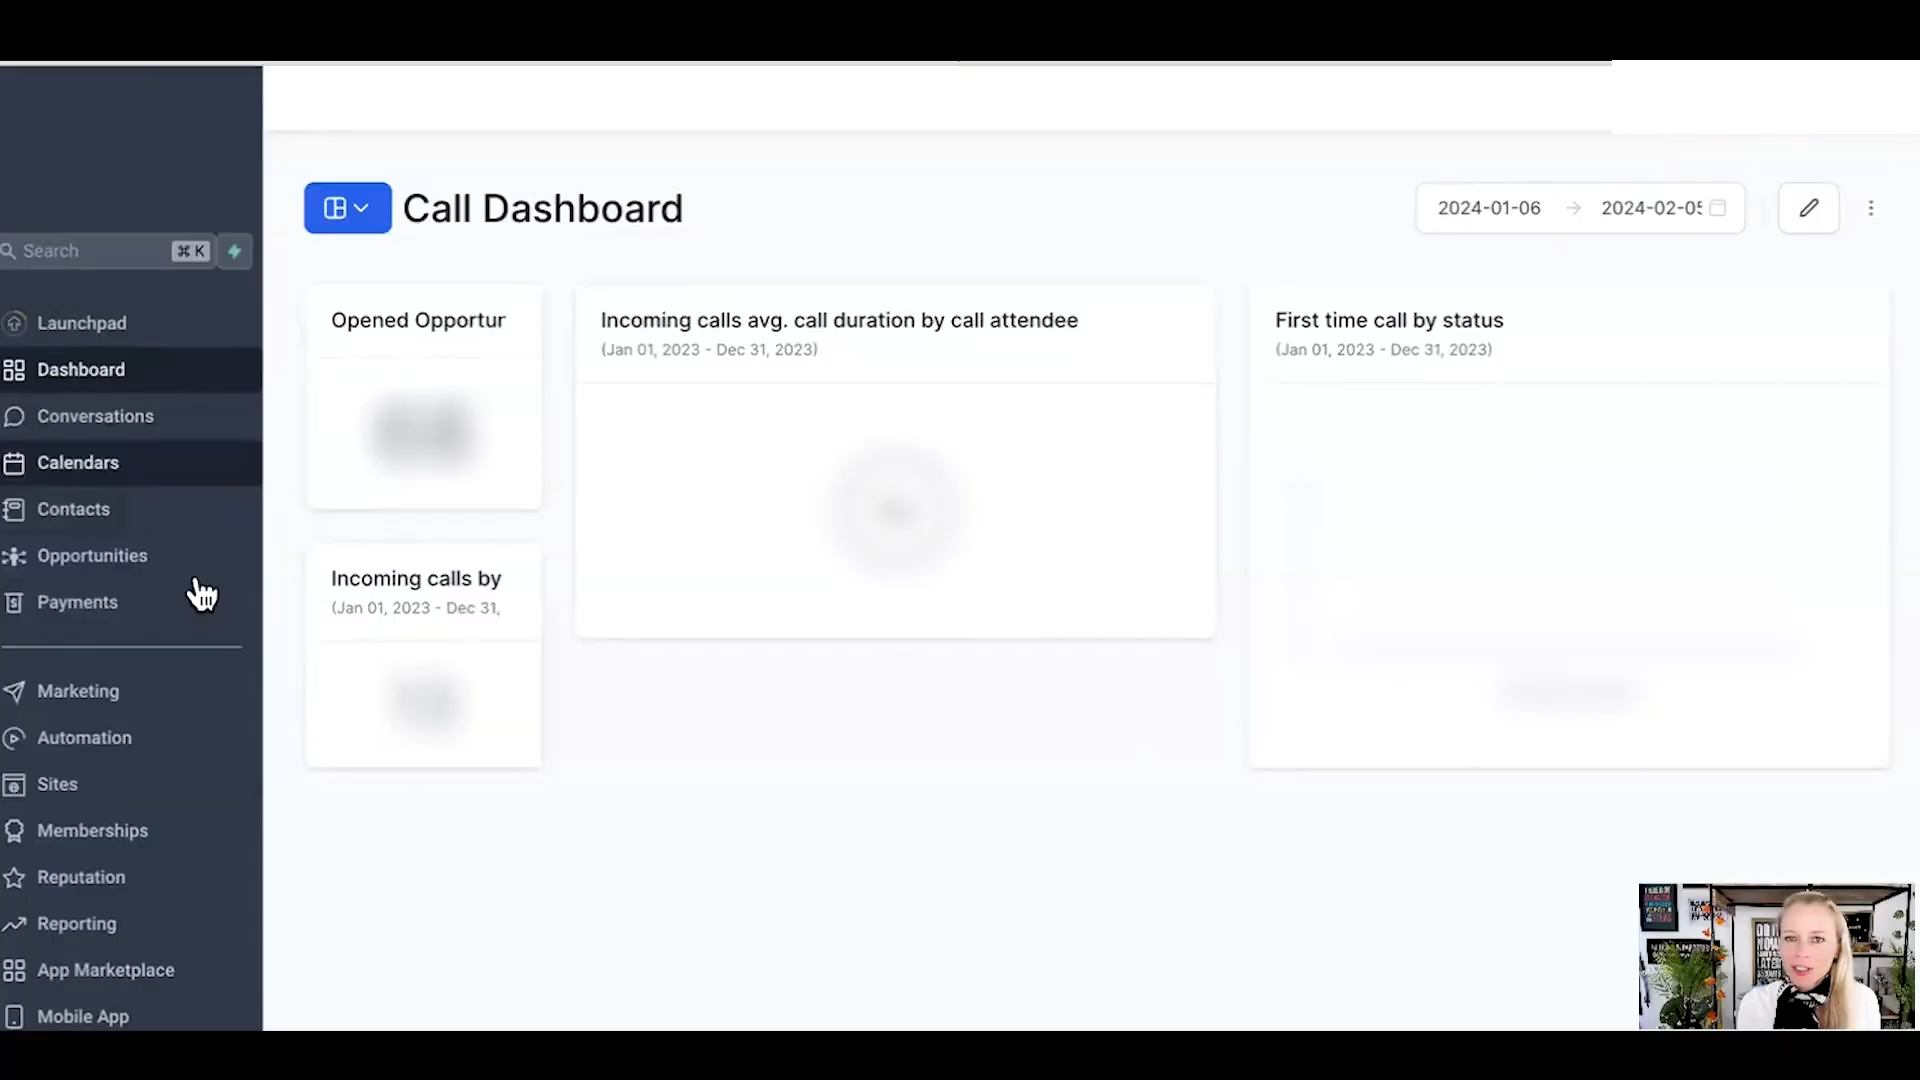 Search
⌘ K
Launchpad
Dashboard
Conversations
Calendars
Contacts
Opportunities
Payments
Marketing
Automation
Sites
Memberships
Reputation
Reporting
App Marketplace
Mobile App
Call Dashboard
2024-01-06 → 2024-02-05
Opened Opportur
Incoming calls by
(Jan 01, 2023 - Dec 31,
Incoming calls avg. call duration by call attendee
(Jan 01, 2023 - Dec 31, 2023)
First time call by status
(Jan 01, 2023 - Dec 31, 2023)